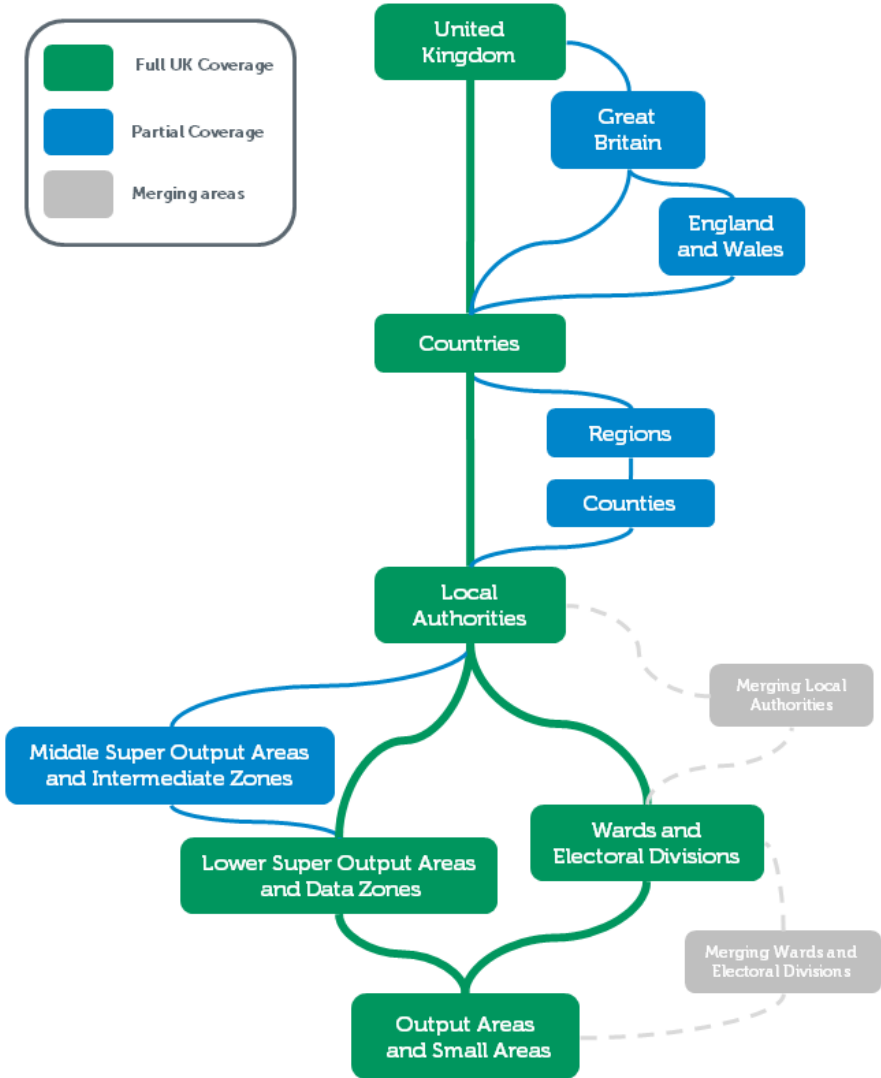 Full UK Coverage
Partial Coverage
Merging areas
United
Kingdom
Great
Britain
England
and Wales
Countries
Regions
Counties
Local
Authorities
Merging Local
Authorities
Middle Super Output Areas
and Intermediate Zones
Wards and
Electoral Divisions
Lower Super Output Areas
and Data Zones
Merging Wards and
Electoral Divisions
Output Areas
and Small Areas